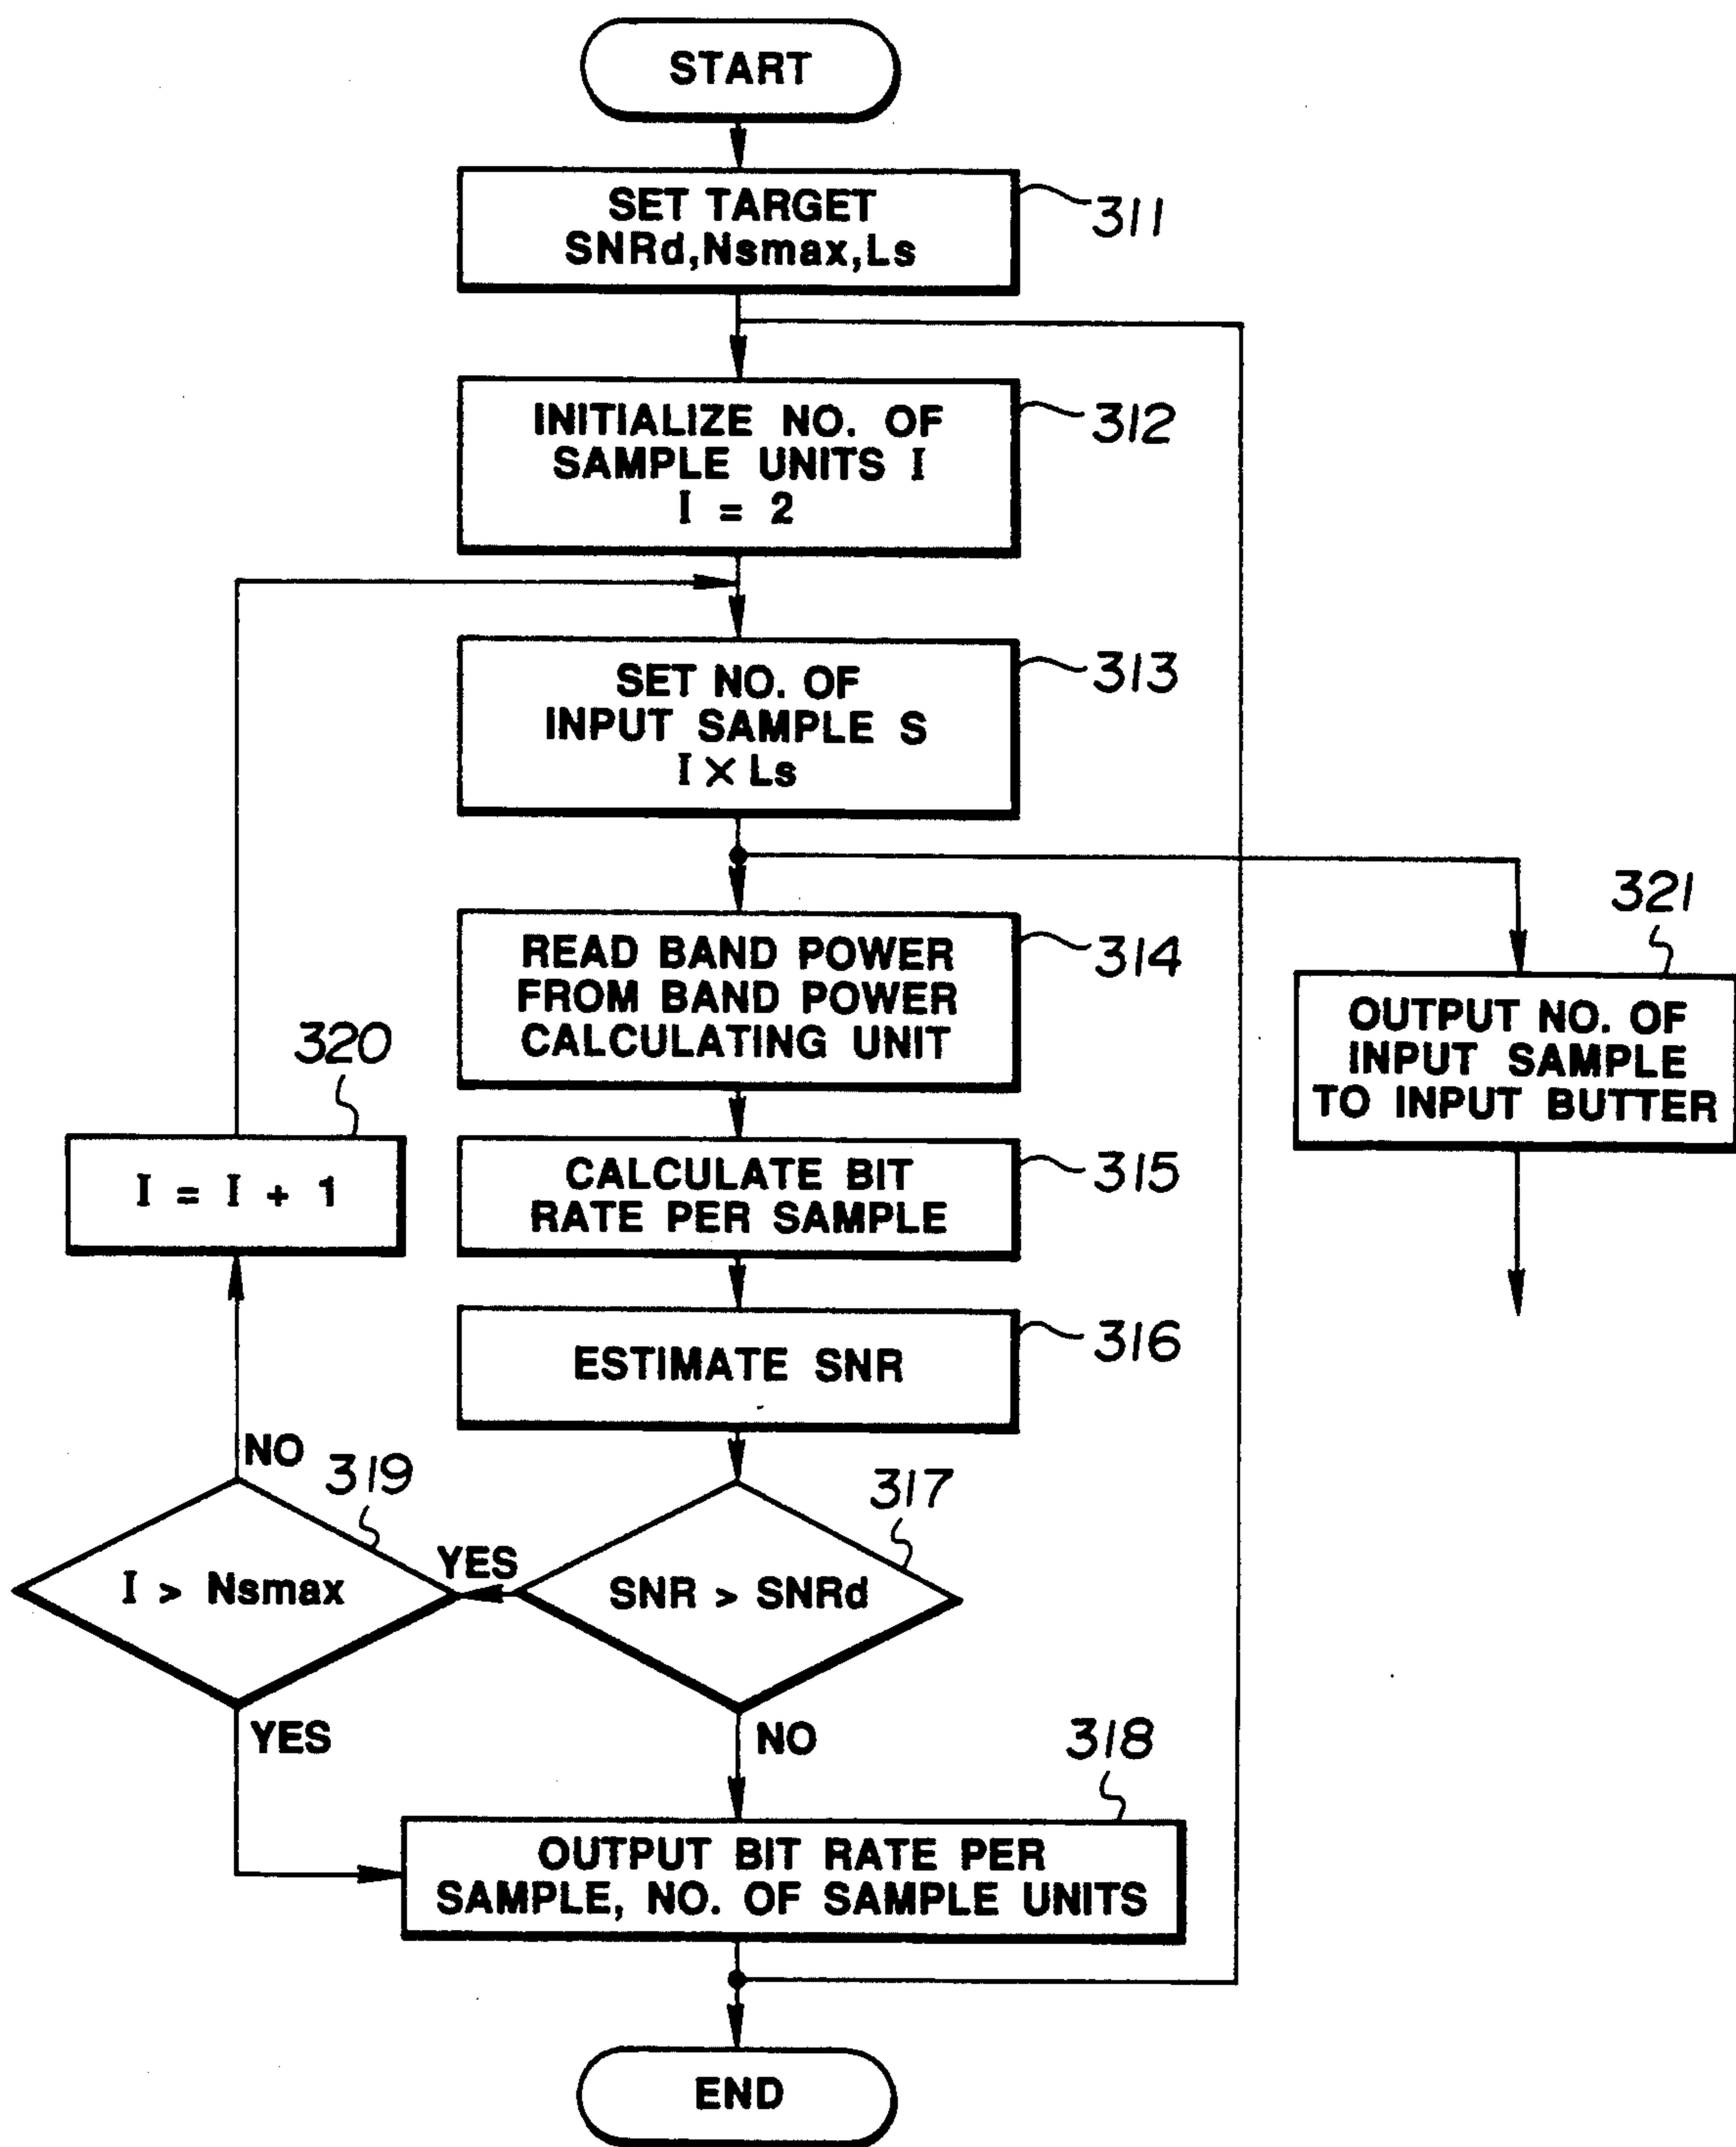 START
SET TARGET
SNRd,Nsmax,Ls
311
INITIALIZE NO. OF
SAMPLE UNITS I
I = 2
312
SET NO. OF
INPUT SAMPLE S
I × Ls
313
READ BAND POWER
FROM BAND POWER
CALCULATING UNIT
314
321
OUTPUT NO. OF
INPUT SAMPLE
TO INPUT BUTTER
320
I = I + 1
CALCULATE BIT
RATE PER SAMPLE
315
ESTIMATE SNR
316
NO
319
I > Nsmax
YES
317
SNR > SNRd
YES
NO
318
OUTPUT BIT RATE PER
SAMPLE, NO. OF SAMPLE UNITS
END